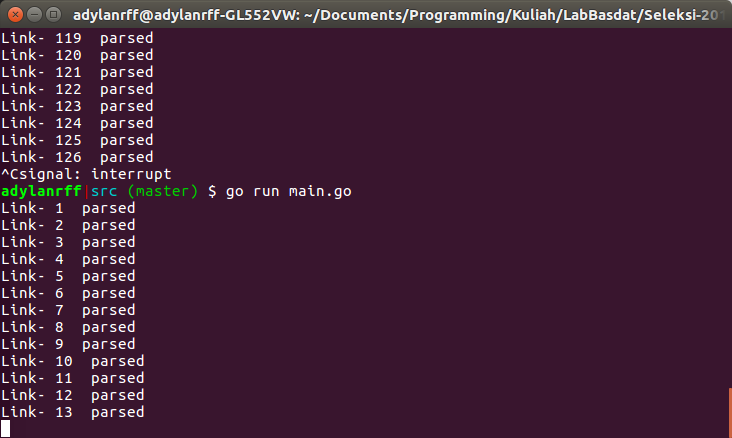 adylanrff@adylanrff-GL552VW: ~/Documents/Programming/Kuliah/LabBasdat/Seleksi-201
Link- 119  parsed
Link- 120  parsed
Link- 121  parsed
Link- 122  parsed
Link- 123  parsed
Link- 124  parsed
Link- 125  parsed
Link- 126  parsed
^Csignal: interrupt
adylanrff|src (master) $ go run main.go
Link- 1  parsed
Link- 2  parsed
Link- 3  parsed
Link- 4  parsed
Link- 5  parsed
Link- 6  parsed
Link- 7  parsed
Link- 8  parsed
Link- 9  parsed
Link- 10  parsed
Link- 11  parsed
Link- 12  parsed
Link- 13  parsed